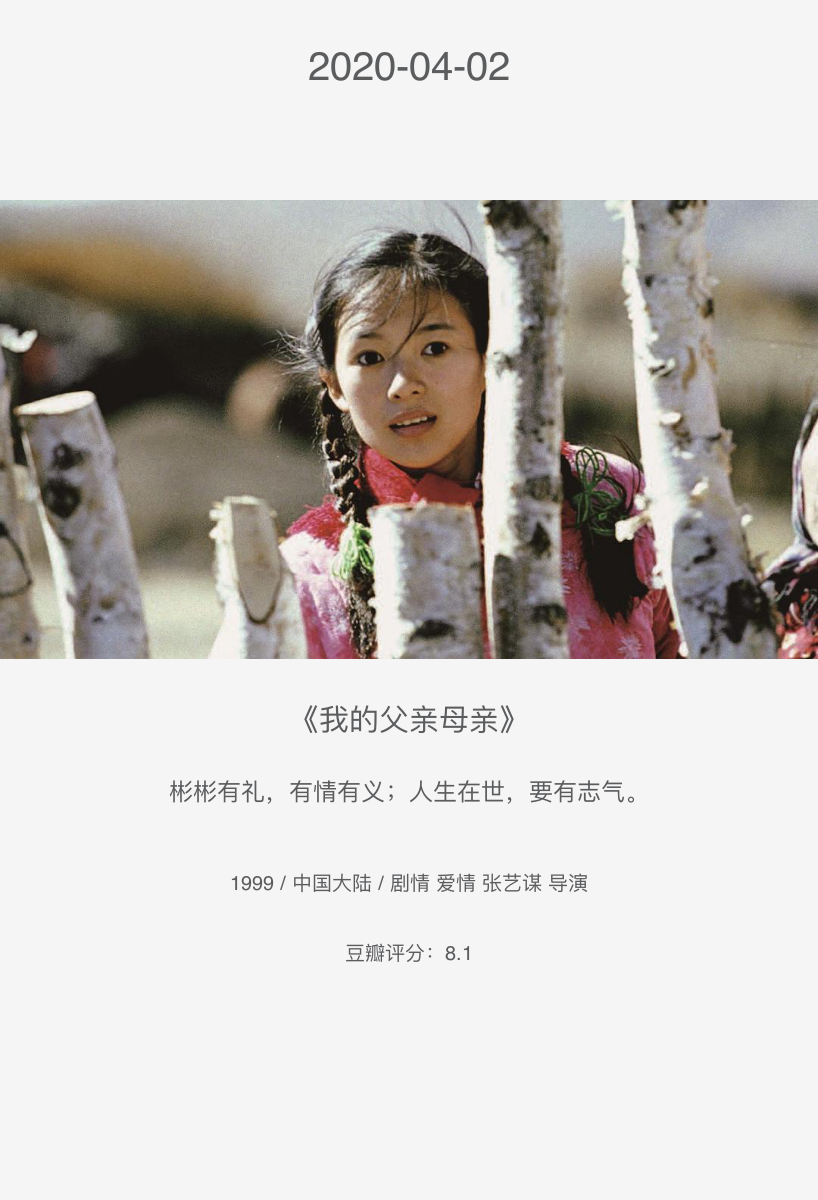 2020-04-02
《我的父亲母亲》
彬彬有礼，有情有义；人生在世，要有志气。
1999 / 中国大陆 / 剧情 爱情 张艺谋 导演
豆瓣评分：8.1